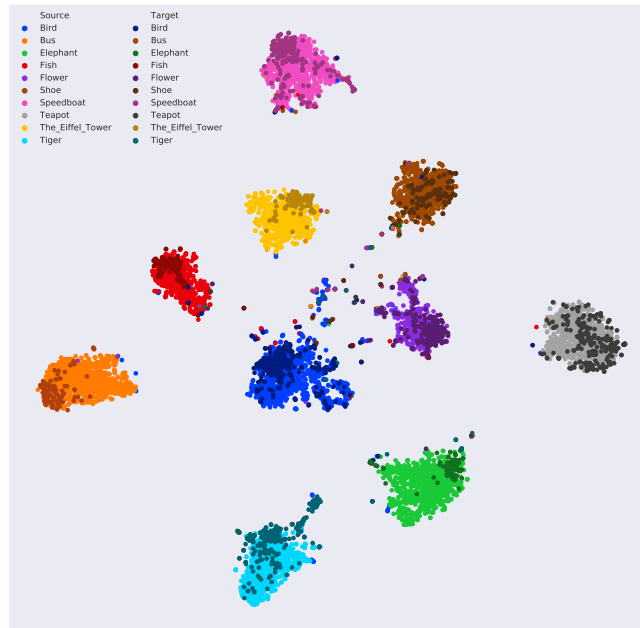 Source Target
Bird Bird
Bus Bus
Elephant Elephant
Fish Fish
Flower Flower
Shoe Shoe
Speedboat Speedboat
Teapot Teapot
The_Eiffel_Tower The_Eiffel_Tower
Tiger Tiger